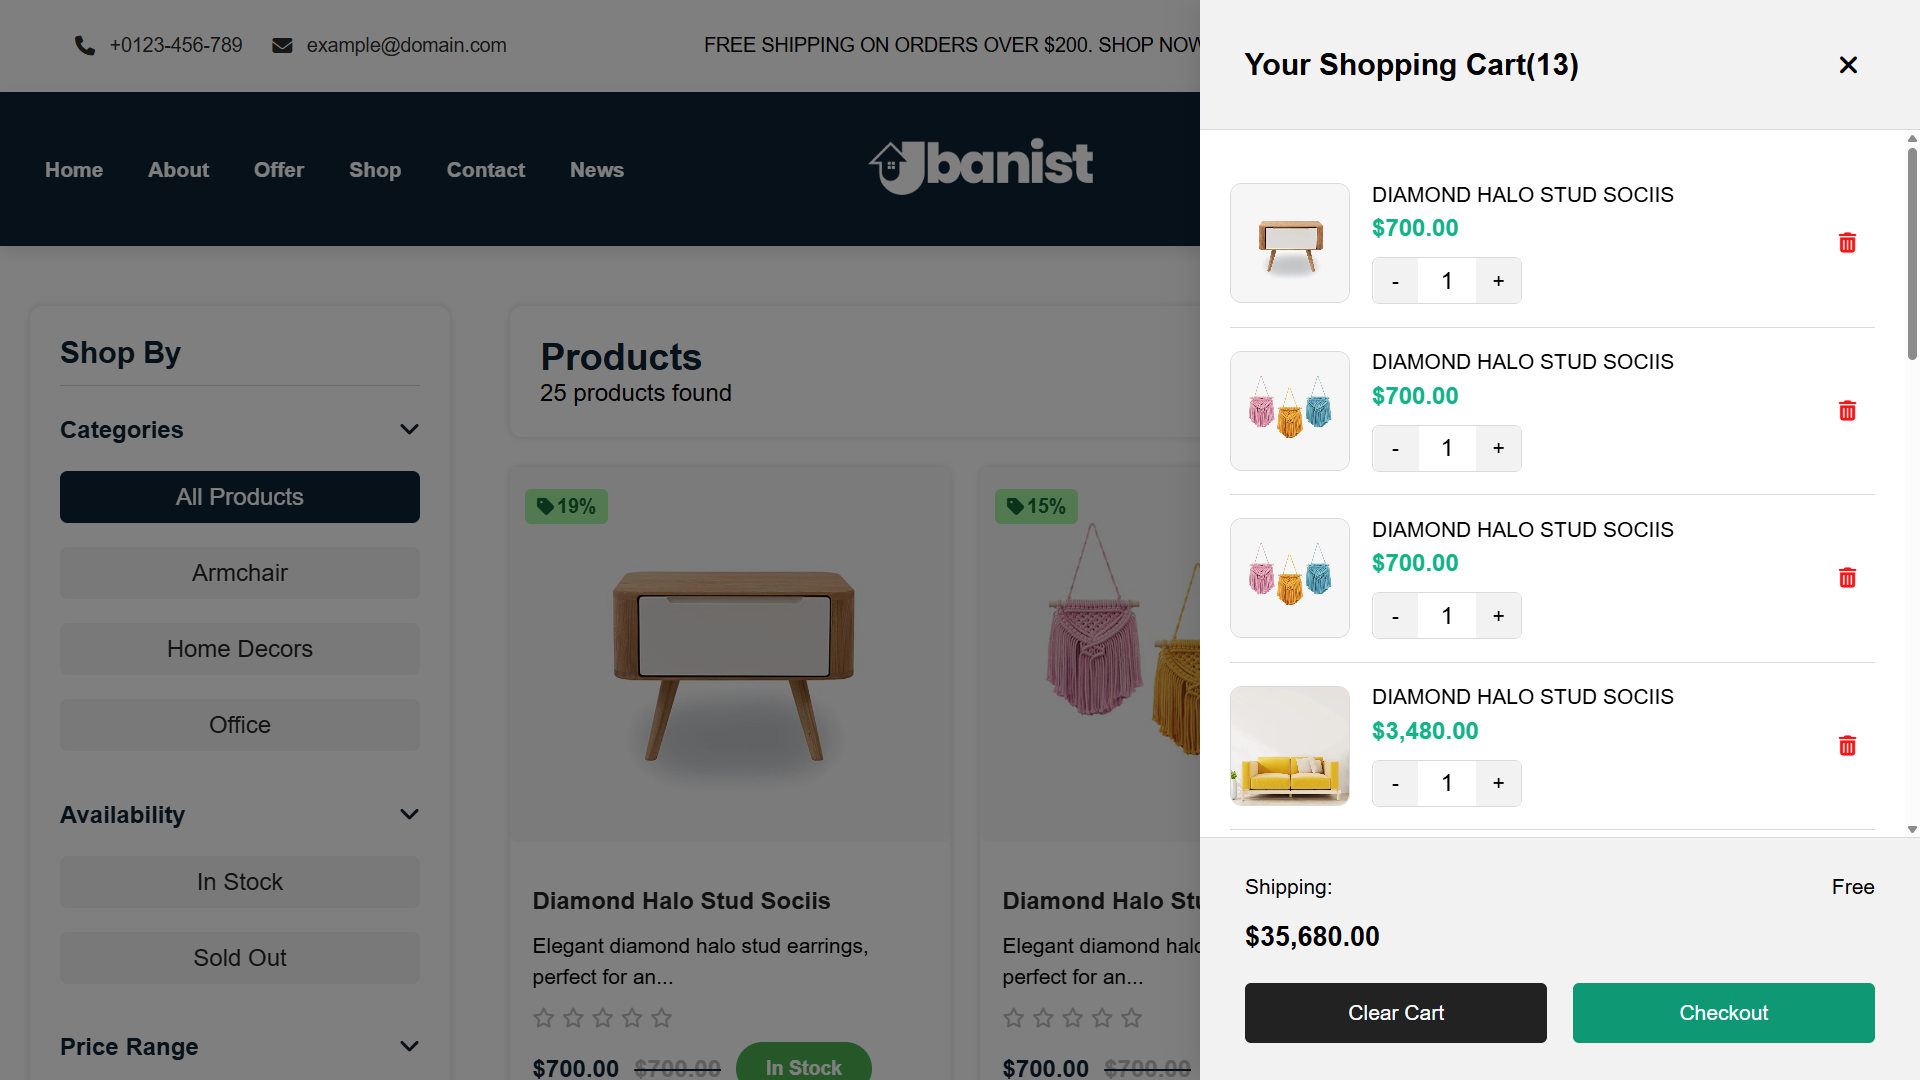 +0123-456-789 example@domain.com FREE SHIPPING ON ORDERS OVER $200. SHOP NOW
Home About Offer Shop Contact News
Ubanist
Shop By
Categories
All Products
Armchair
Home Decors
Office
Availability
In Stock
Sold Out
Price Range
Products
25 products found
19%
Diamond Halo Stud Sociis
Elegant diamond halo stud earrings,
perfect for an...
$700.00 $700.00 In Stock
15%
Diamond Halo
Elegant diamond
perfect for an...
$700.00 $700.00
Your Shopping Cart(13)
DIAMOND HALO STUD SOCIIS
$700.00
- 1 +
DIAMOND HALO STUD SOCIIS
$700.00
- 1 +
DIAMOND HALO STUD SOCIIS
$700.00
- 1 +
DIAMOND HALO STUD SOCIIS
$3,480.00
- 1 +
Shipping: Free
$35,680.00
Clear Cart Checkout